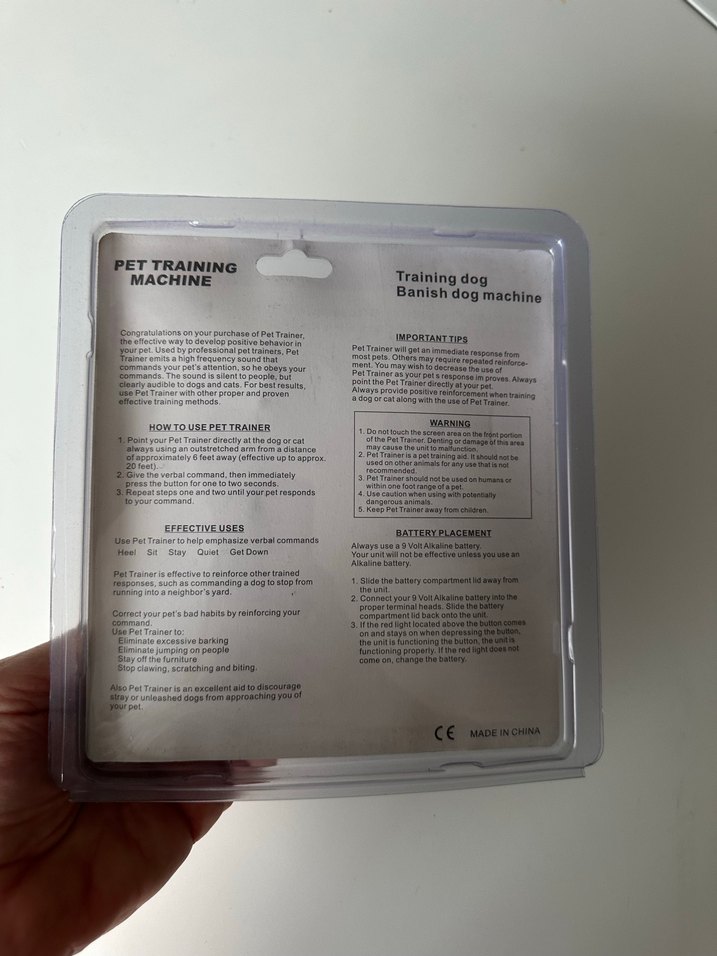 PET TRAINING
MACHINE
Training dog
Banish dog machine
Congratulations on your purchase of Pet Trainer,
the effective way to develop positive behavior in
your pet. Used by professional pet trainers, Pet
Trainer emits a high frequency sound that
commands your pet's attention, so he obeys your
commands. The sound is silent to people, but
clearly audible to dogs and cats. For best results,
use Pet Trainer with other proper and proven
effective training methods.
HOW TO USE PET TRAINER
1. Point your Pet Trainer directly at the dog or cat
always using an outstretched arm from a distance
of approximately 6 feet away (effective up to approx.
20 feet).
2. Give the verbal command, then immediately
press the button for one to two seconds.
3. Repeat steps one and two until your pet responds
to your command.
EFFECTIVE USES
Use Pet Trainer to help emphasize verbal commands
Heel Sit Stay Quiet Get Down
Pet Trainer is effective to reinforce other trained
responses, such as commanding a dog to stop from
running into a neighbor's yard.
Correct your pet's bad habits by reinforcing your
command.
Use Pet Trainer to:
Eliminate excessive barking
Eliminate jumping on people
Stay off the furniture
Stop clawing, scratching and biting.
Also Pet Trainer is an excellent aid to discourage
stray or unleashed dogs from approaching you of
your pet.
IMPORTANT TIPS
Pet Trainer will get an immediate response from
most pets. Others may require repeated reinforce-
ment. You may wish to decrease the use of
Pet Trainer as your pet s response im proves. Always
point the Pet Trainer directly at your pet.
Always provide positive reinforcement when training
a dog or cat along with the use of Pet Trainer.
WARNING
1. Do not touch the screen area on the front portion
of the Pet Trainer. Denting or damage of this area
may cause the unit to malfunction.
2. Pet Trainer is a pet training aid. It should not be
used on other animals for any use that is not
recommended.
3. Pet Trainer should not be used on humans or
within one foot range of a pet.
4. Use caution when using with potentially
dangerous animals.
5. Keep Pet Trainer away from children.
BATTERY PLACEMENT
Always use a 9 Volt Alkaline battery.
Your unit will not be effective unless you use an
Alkaline battery.
1. Slide the battery compartment lid away from
the unit.
2. Connect your 9 Volt Alkaline battery into the
proper terminal heads. Slide the battery
compartment lid back onto the unit.
3. If the red light located above the button comes
on and stays on when depressing the button,
the unit is functioning the button, the unit is
functioning properly. If the red light does not
come on, change the battery.
CE MADE IN CHINA